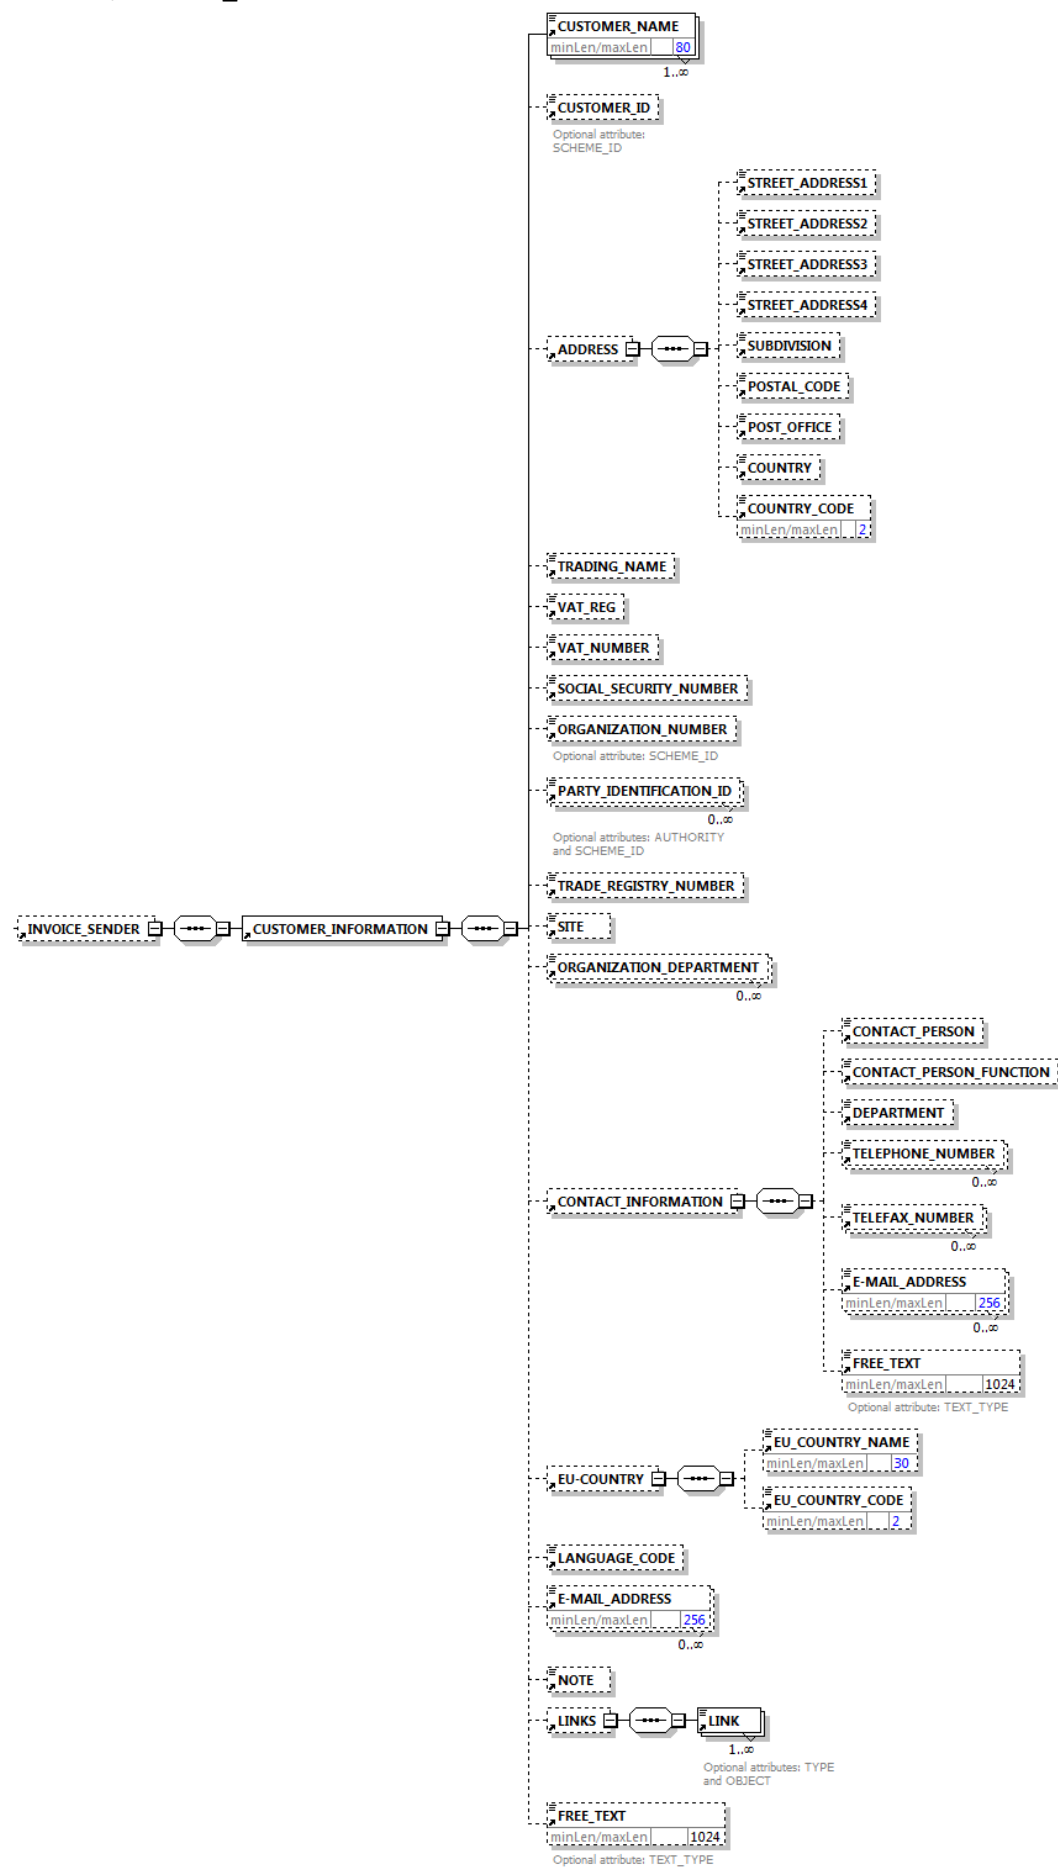 CUSTOMER_NAME
minLen/maxLen 80
1..∞
CUSTOMER_ID
Optional attribute:
SCHEME_ID
STREET_ADDRESS1
STREET_ADDRESS2
STREET_ADDRESS3
STREET_ADDRESS4
ADDRESS
SUBDIVISION
POSTAL_CODE
POST_OFFICE
COUNTRY
COUNTRY_CODE
minLen/maxLen 2
TRADING_NAME
VAT_REG
VAT_NUMBER
SOCIAL_SECURITY_NUMBER
ORGANIZATION_NUMBER
Optional attribute: SCHEME_ID
PARTY_IDENTIFICATION_ID
0..∞
Optional attributes: AUTHORITY
and SCHEME_ID
TRADE_REGISTRY_NUMBER
INVOICE_SENDER
CUSTOMER_INFORMATION
SITE
ORGANIZATION_DEPARTMENT
0..∞
CONTACT_PERSON
CONTACT_PERSON_FUNCTION
DEPARTMENT
TELEPHONE_NUMBER
0..∞
CONTACT_INFORMATION
TELEFAX_NUMBER
0..∞
E-MAIL_ADDRESS
minLen/maxLen 256
0..∞
FREE_TEXT
minLen/maxLen 1024
Optional attribute: TEXT_TYPE
EU_COUNTRY_NAME
minLen/maxLen 30
EU-COUNTRY
EU_COUNTRY_CODE
minLen/maxLen 2
LANGUAGE_CODE
E-MAIL_ADDRESS
minLen/maxLen 256
0..∞
NOTE
LINKS
LINK
1..∞
Optional attributes: TYPE
and OBJECT
FREE_TEXT
minLen/maxLen 1024
Optional attribute: TEXT_TYPE